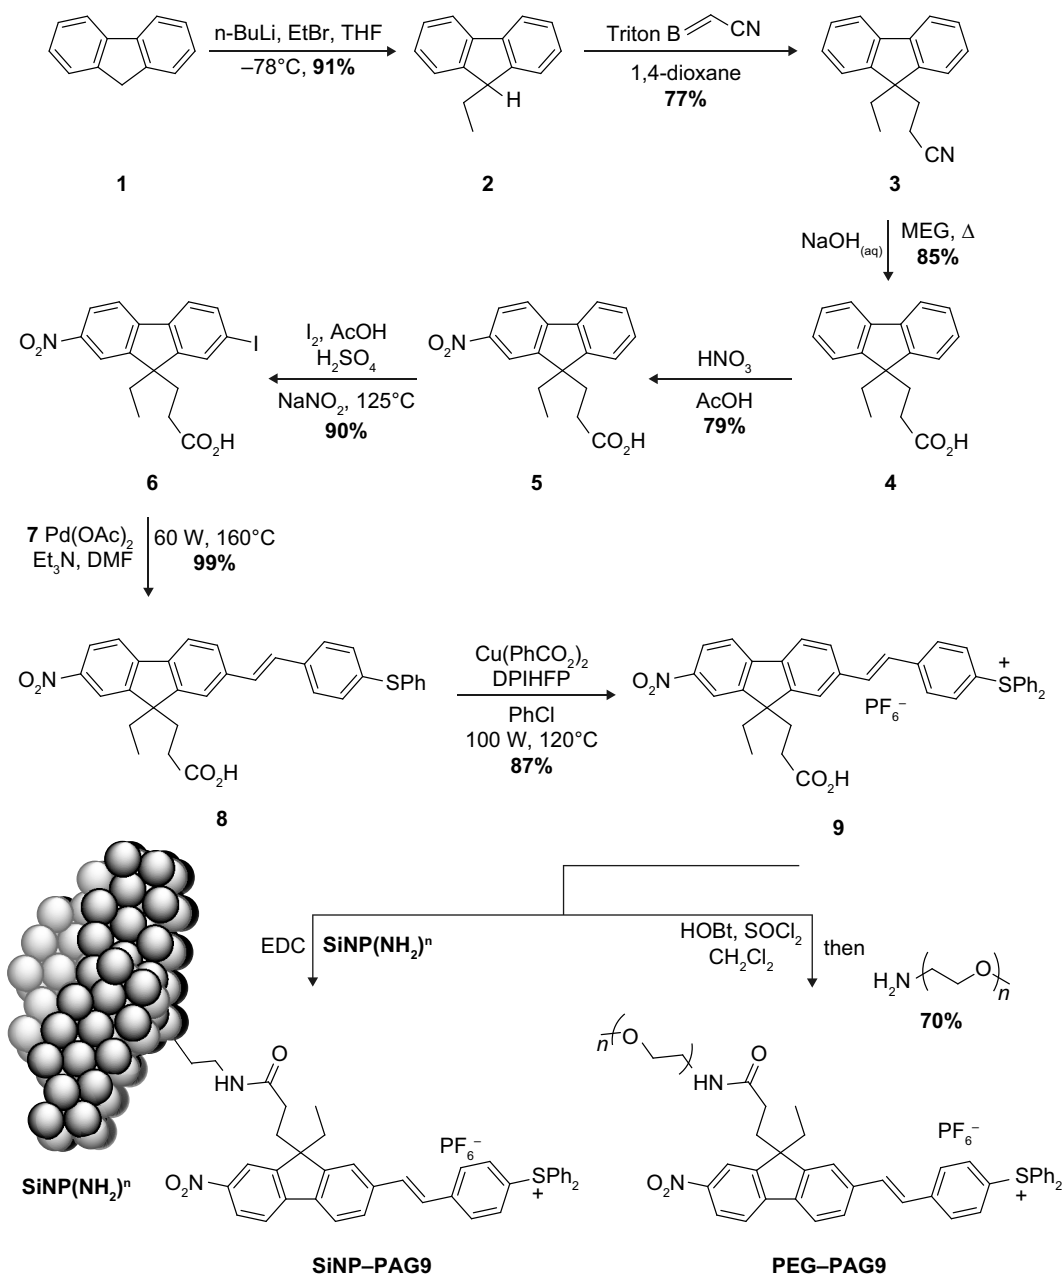 n-BuLi, EtBr, THF
–78°C, 91%
Triton B CN
1,4-dioxane
77%
H
CN
1
2
3
NaOH(aq)
MEG, Δ
85%
O₂N
I
CO₂H
I₂, AcOH
H₂SO₄
NaNO₂, 125°C
90%
O₂N
CO₂H
HNO₃
AcOH
79%
CO₂H
6
5
4
7 Pd(OAc)₂
Et₃N, DMF
60 W, 160°C
99%
O₂N
SPh
CO₂H
Cu(PhCO₂)₂
DPIHFP
PhCl
100 W, 120°C
87%
O₂N
+
SPh₂
PF₆⁻
CO₂H
8
9
EDC
SiNP(NH₂)ⁿ
HOBt, SOCl₂
CH₂Cl₂
then
H₂N O n
70%
HN
O
n O
HN
O
PF₆⁻
O₂N
SPh₂
+
PF₆⁻
O₂N
SPh₂
+
SiNP(NH₂)ⁿ
SiNP–PAG9
PEG–PAG9